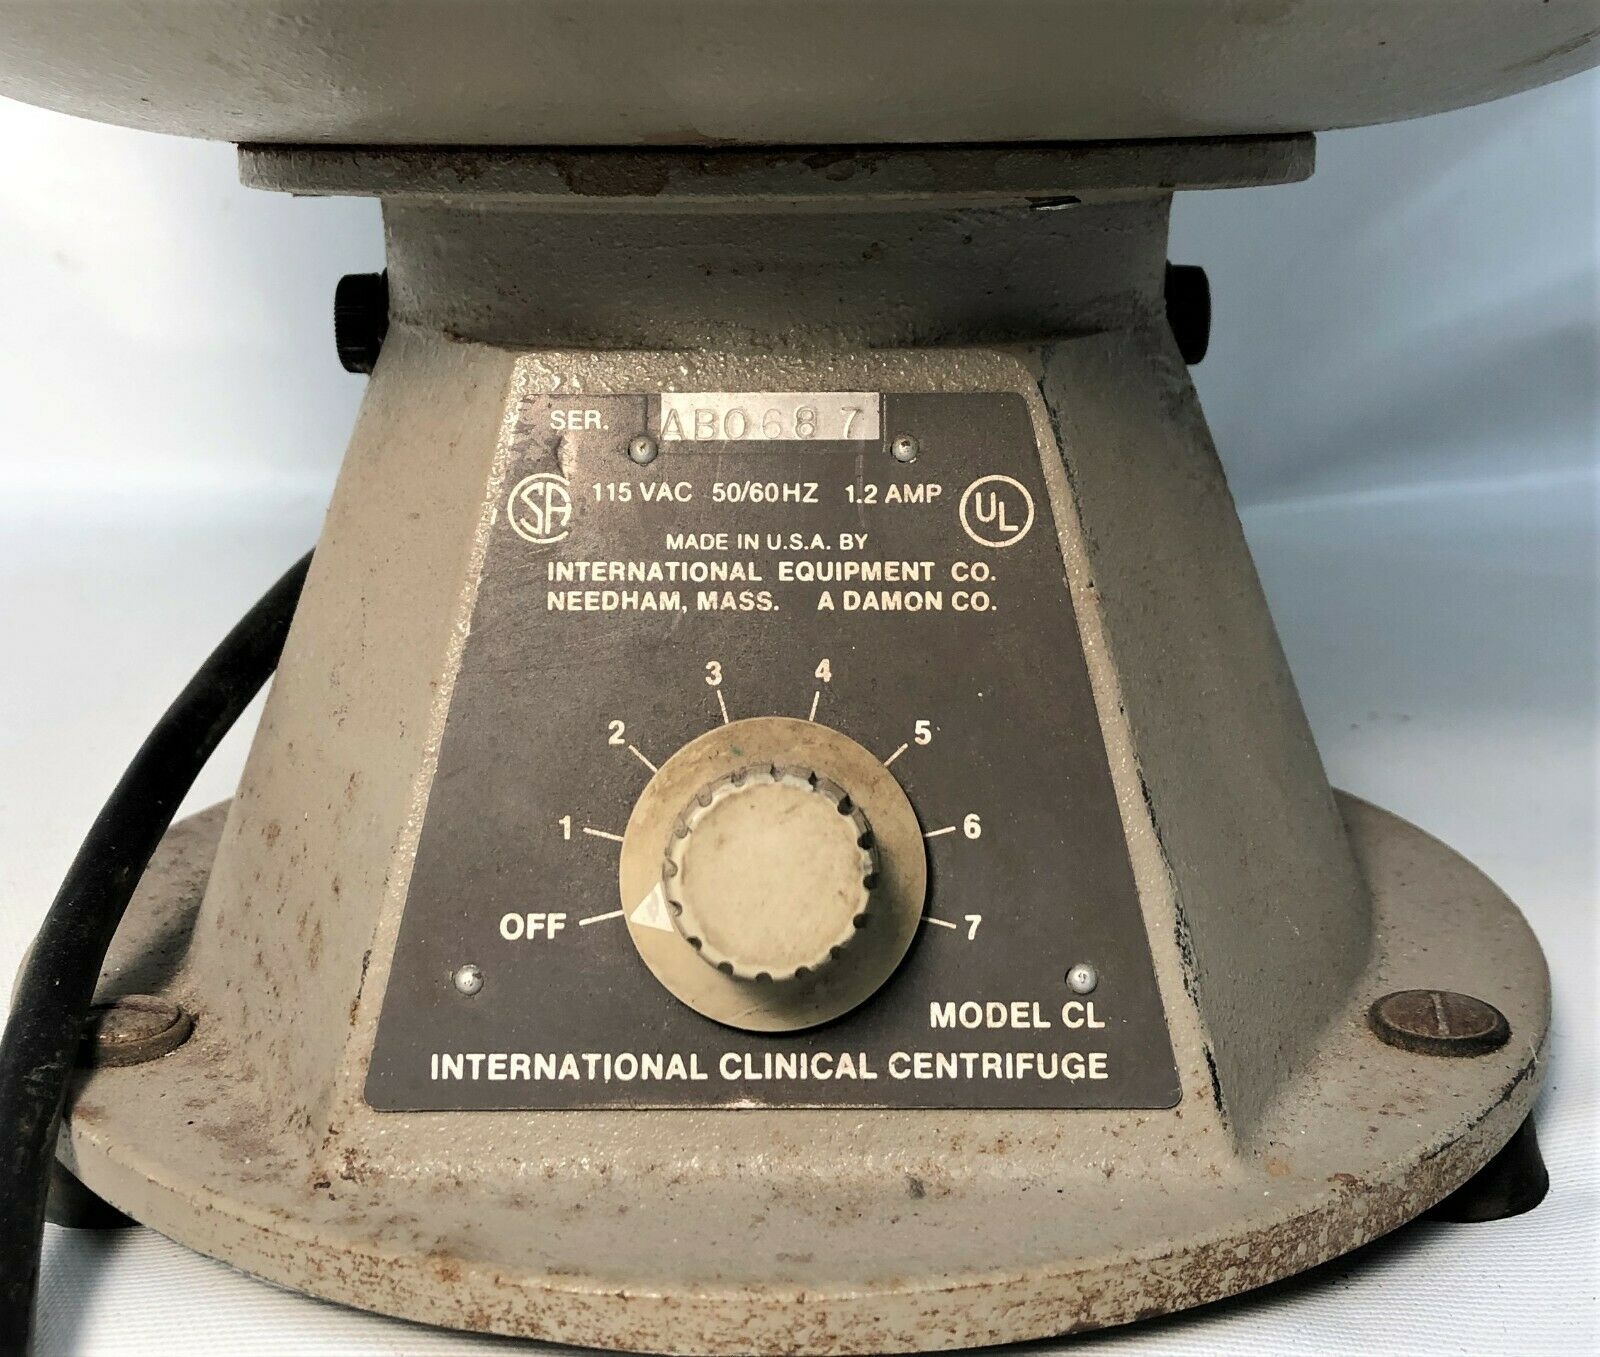 SER. AB0687
SA 115 VAC 50/60HZ 1.2 AMP UL
MADE IN U.S.A. BY
INTERNATIONAL EQUIPMENT CO.
NEEDHAM, MASS. A DAMON CO.
3 4
2 5
1 6
OFF 7
MODEL CL
INTERNATIONAL CLINICAL CENTRIFUGE